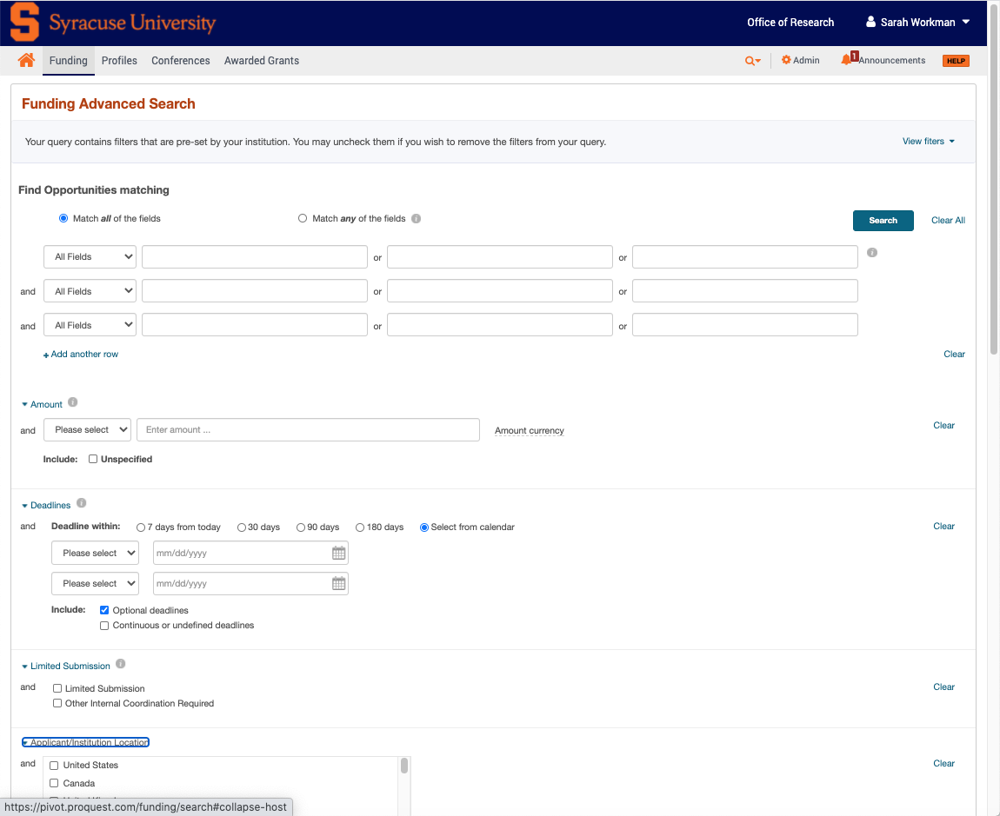 S Syracuse University Office of Research Sarah Workman
Funding Profiles Conferences Awarded Grants Admin 1 Announcements HELP
Funding Advanced Search
Your query contains filters that are pre-set by your institution. You may uncheck them if you wish to remove the filters from your query. View fiters
Find Opportunities matching
Match all of the fields Match any of the fields i Search Clear All
All Fields or or i
and All Fields or or
and All Fields or or
+ Add another row Clear
Amount i
and Please select Enter amount ... Amount currency Clear
Include: Unspecified
Deadlines i
and Deadline within: 7 days from today 30 days 90 days 180 days Select from calendar Clear
Please select mm/dd/yyyy
Please select mm/dd/yyyy
Include: Optional deadlines
Continuous or undefined deadlines
Limited Submission i
and Limited Submission Clear
Other Internal Coordination Required
Applicant/Institution Location
and United States Clear
Canada
https://pivot.proquest.com/funding/search#collapse-host